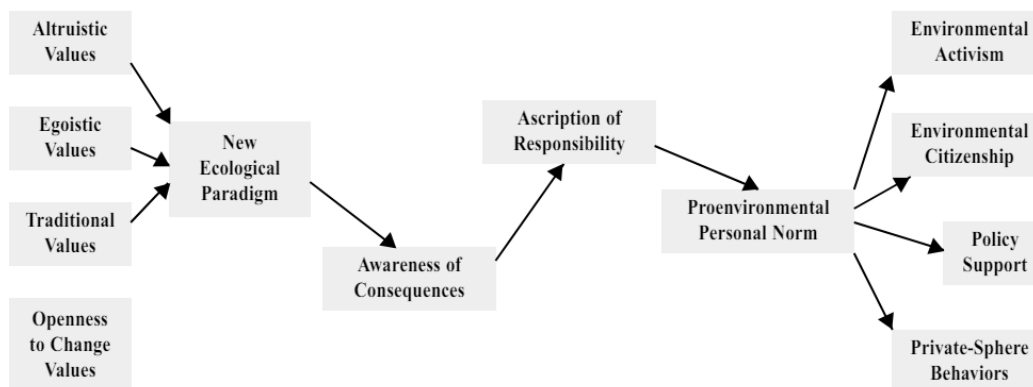 Altruistic
Values
Egoistic
Values
Traditional
Values
Openness
to Change
Values
New
Ecological
Paradigm
Awareness of
Consequences
Ascription of
Responsibility
Proenvironmental
Personal Norm
Environmental
Activism
Environmental
Citizenship
Policy
Support
Private-Sphere
Behaviors